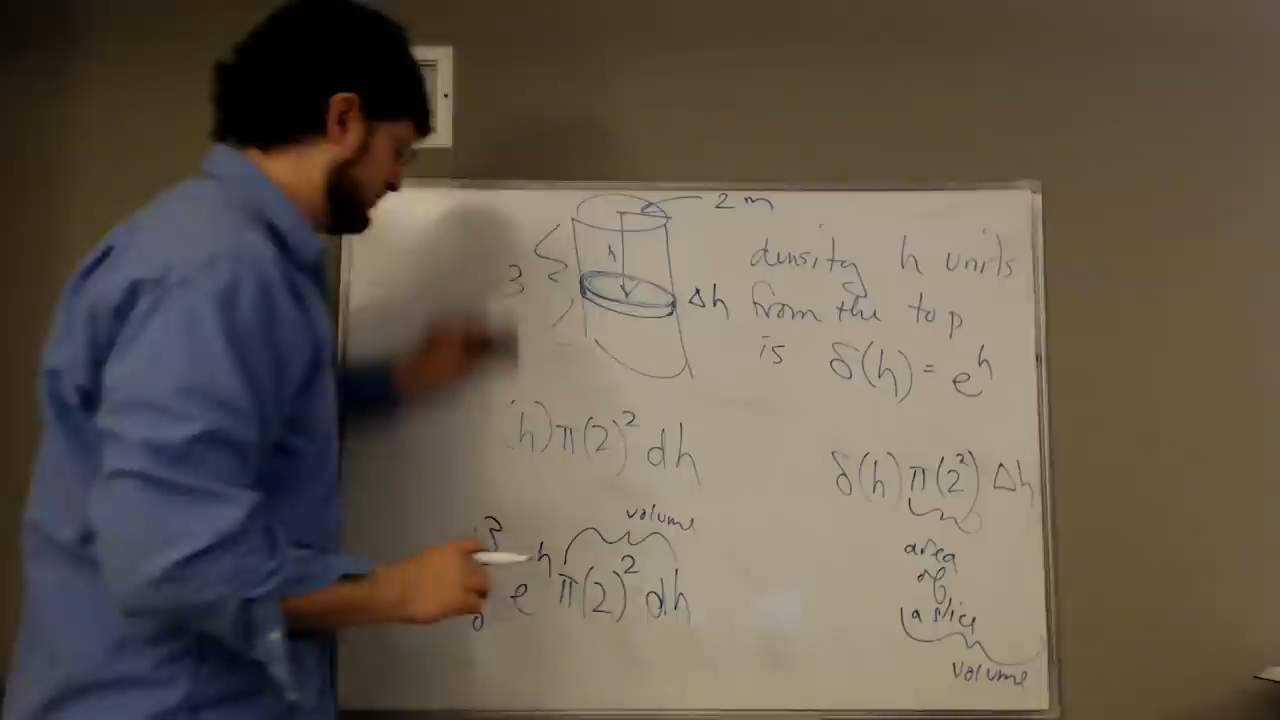 2 m
h
3
Δh
density h units
from the top
is δ(h) = e^h
h)π(2)² dh
δ(h) π(2²) Δh
area
of
a slice
volume
volume
3
e^h π(2)² dh
0